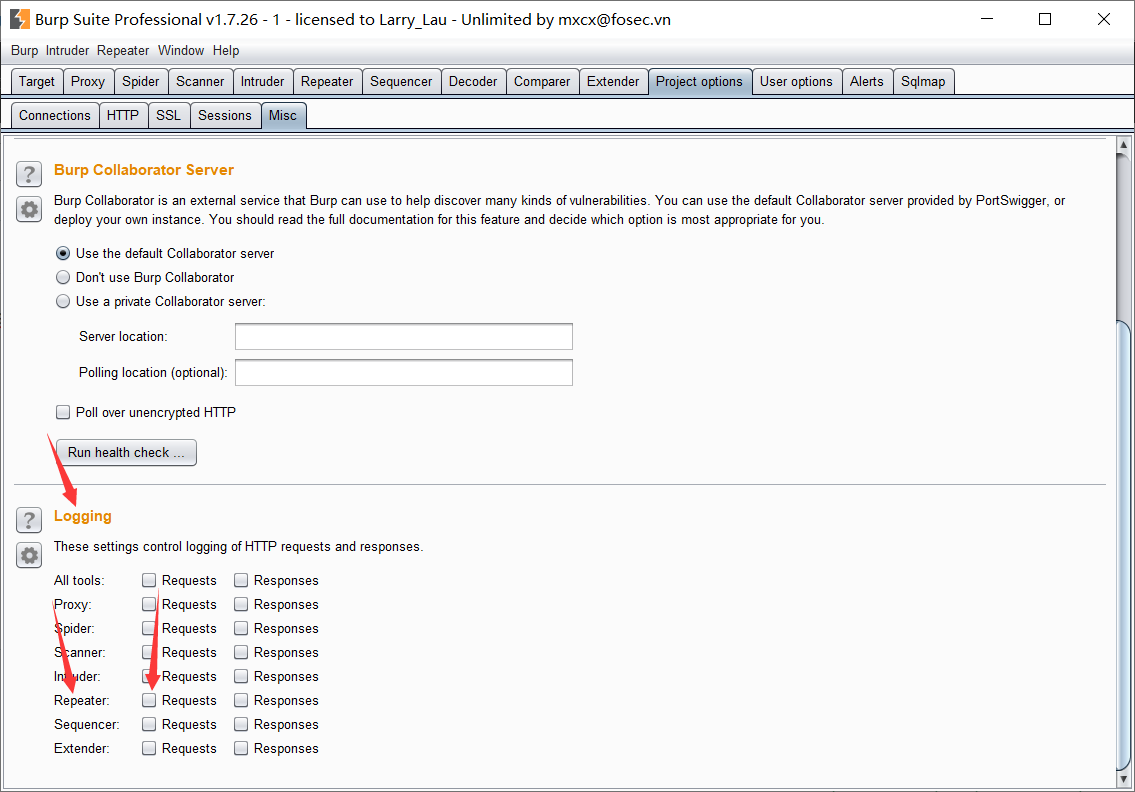 Burp Suite Professional v1.7.26 - 1 - licensed to Larry_Lau - Unlimited by mxcx@fosec.vn
Burp Intruder Repeater Window Help
Target Proxy Spider Scanner Intruder Repeater Sequencer Decoder Comparer Extender Project options User options Alerts Sqlmap
Connections HTTP SSL Sessions Misc
? Burp Collaborator Server
Burp Collaborator is an external service that Burp can use to help discover many kinds of vulnerabilities. You can use the default Collaborator server provided by PortSwigger, or
deploy your own instance. You should read the full documentation for this feature and decide which option is most appropriate for you.
Use the default Collaborator server
Don't use Burp Collaborator
Use a private Collaborator server:
Server location:
Polling location (optional):
Poll over unencrypted HTTP
Run health check ...
? Logging
These settings control logging of HTTP requests and responses.
All tools: Requests Responses
Proxy: Requests Responses
Spider: Requests Responses
Scanner: Requests Responses
Intruder: Requests Responses
Repeater: Requests Responses
Sequencer: Requests Responses
Extender: Requests Responses